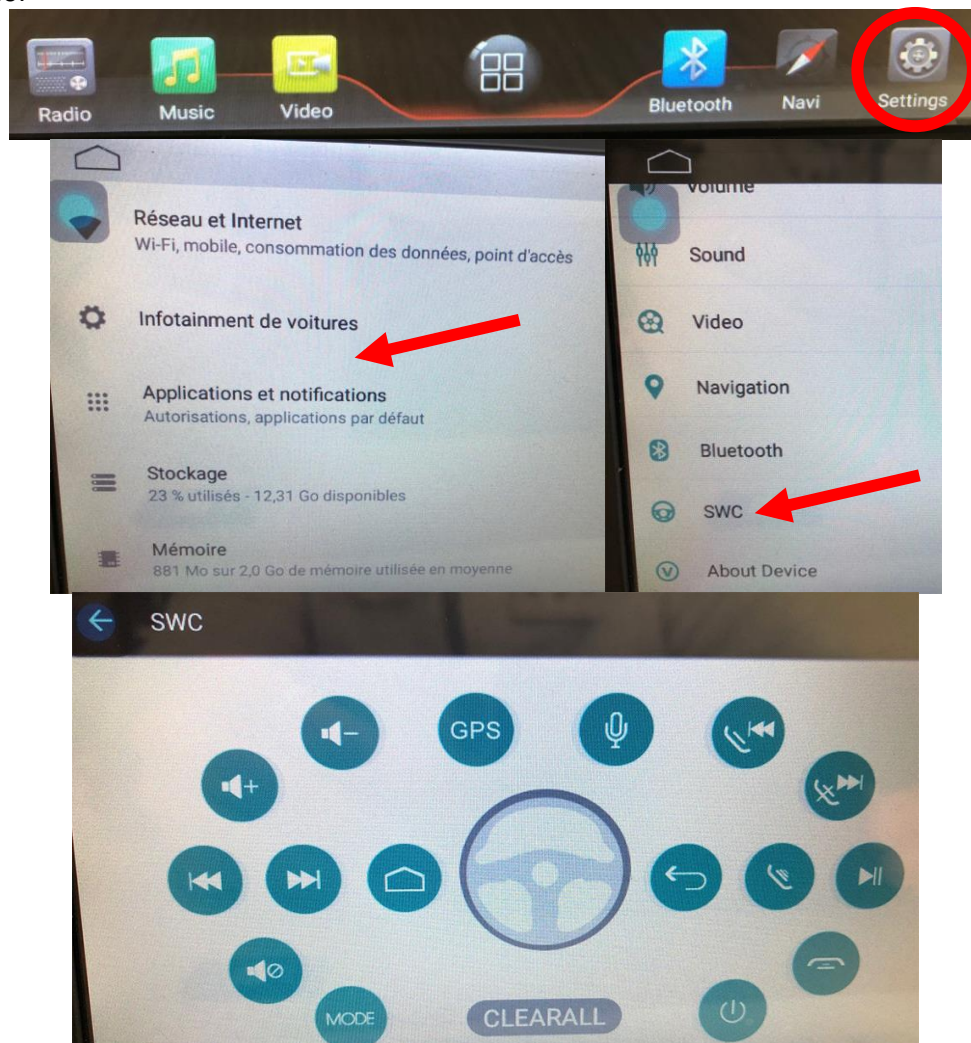 Radio
Music
Video
Bluetooth
Navi
Settings
Réseau et Internet
Wi-Fi, mobile, consommation des données, point d'accès
Infotainment de voitures
Applications et notifications
Autorisations, applications par défaut
Stockage
23 % utilisés - 12,31 Go disponibles
Mémoire
881 Mo sur 2,0 Go de mémoire utilisée en moyenne
Volume
Sound
Video
Navigation
Bluetooth
SWC
About Device
SWC
GPS
MODE
CLEARALL